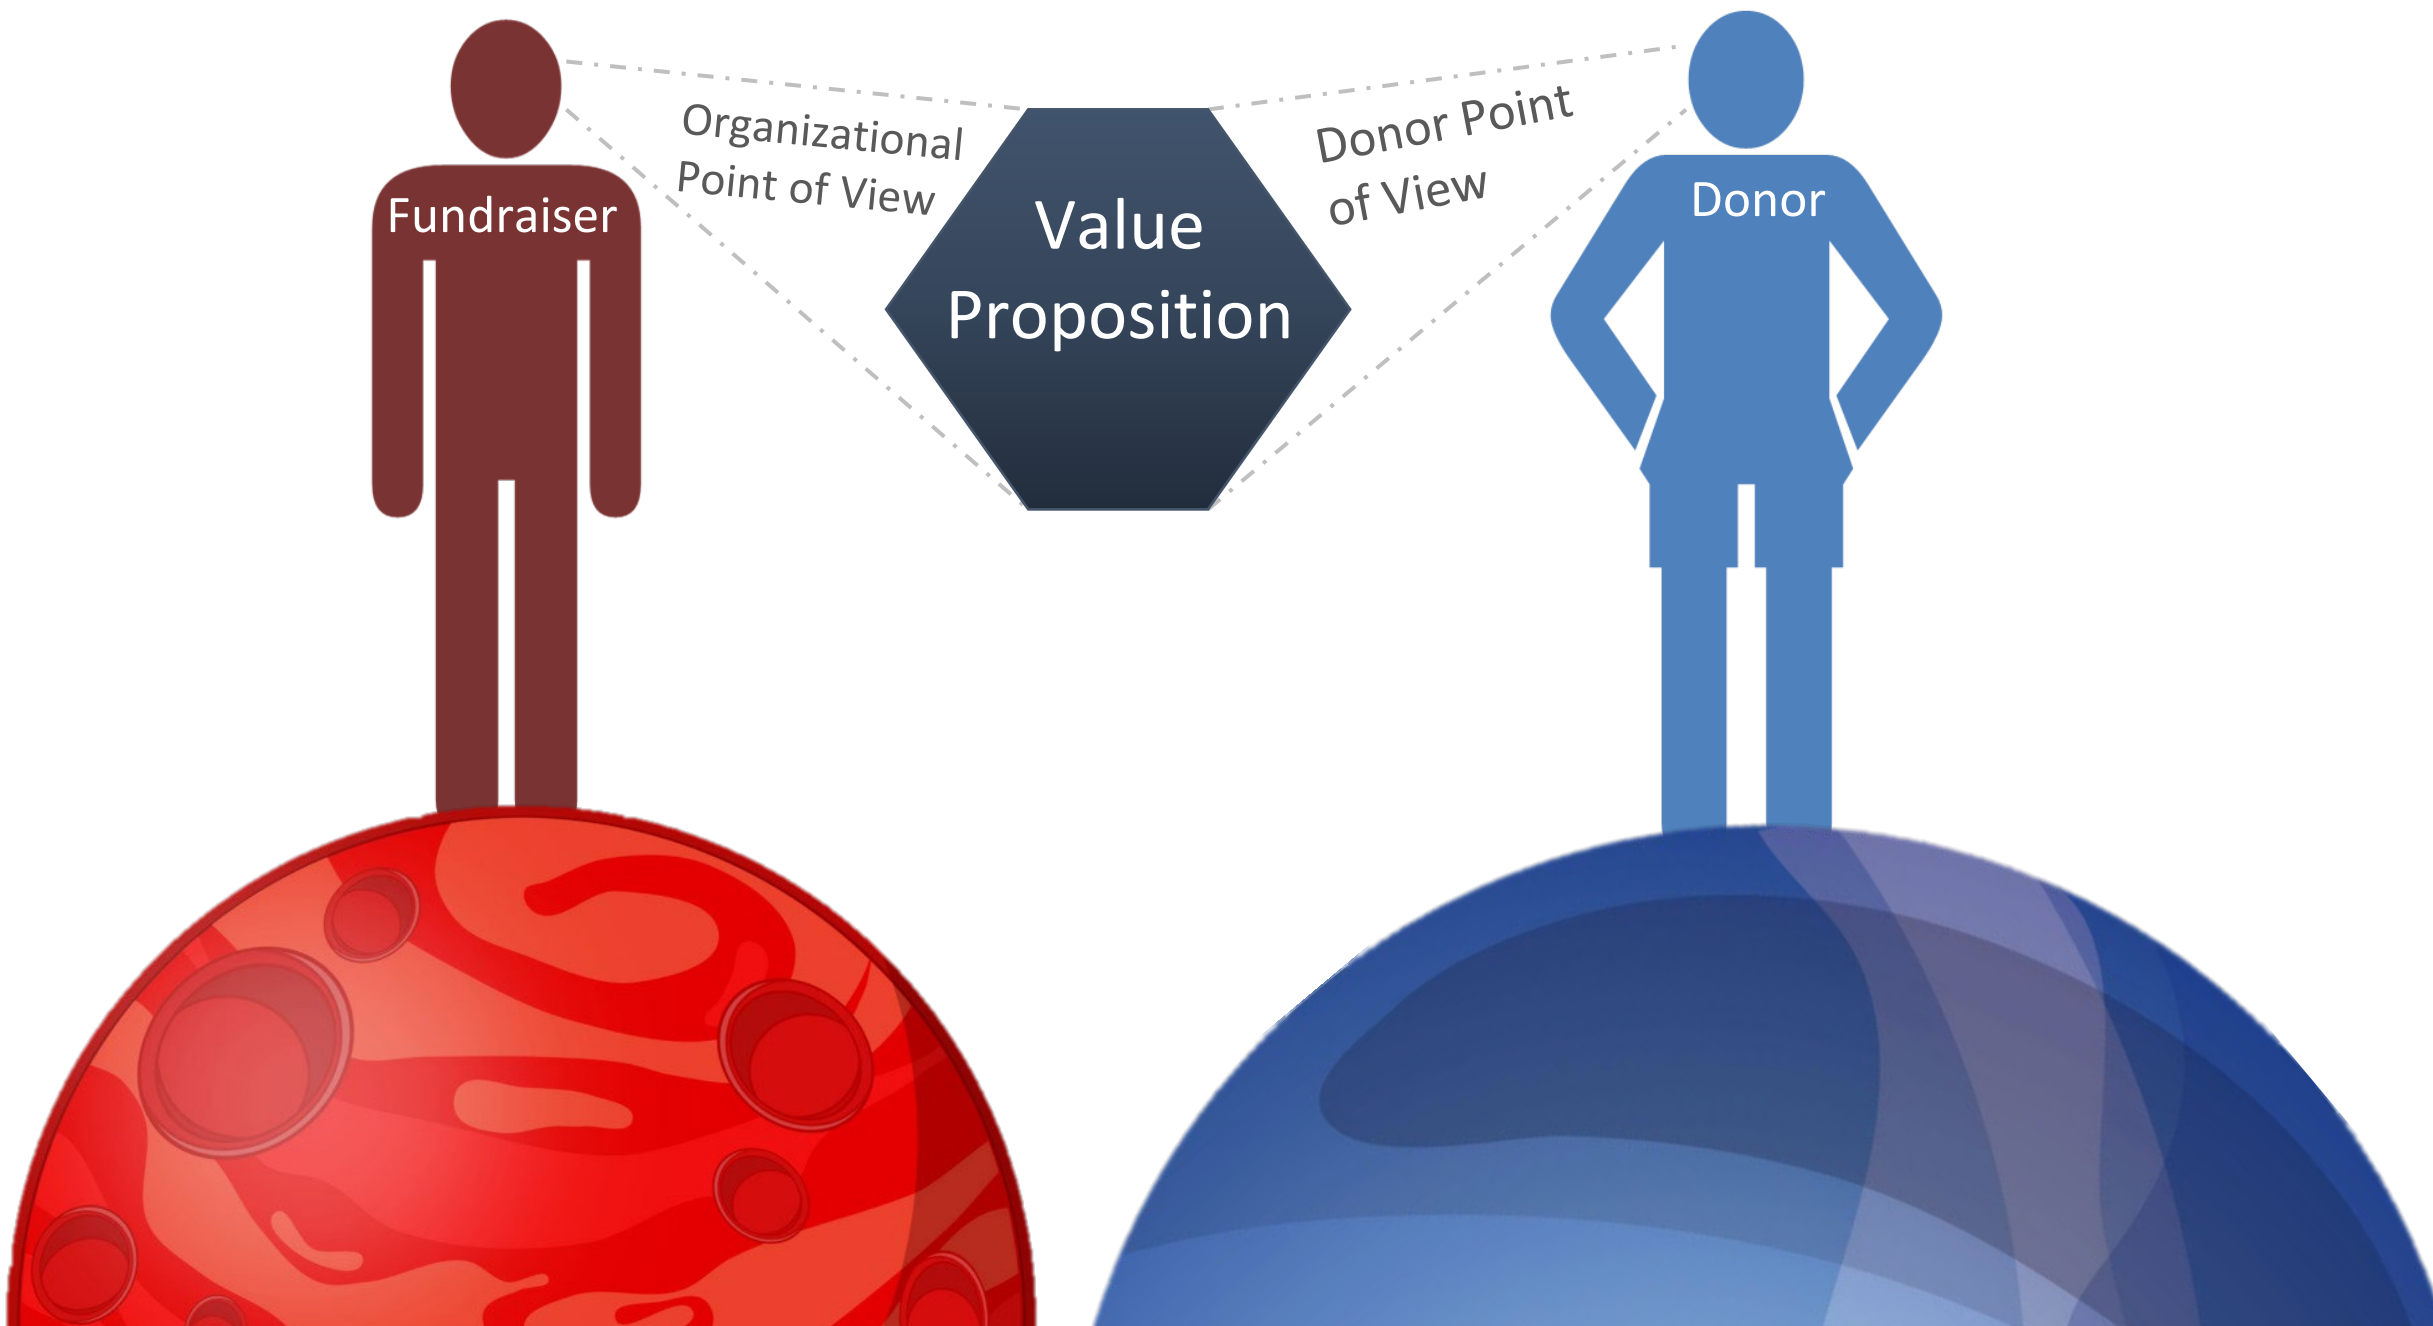 Fundraiser
Organizational
Point of View
Value
Proposition
Donor Point
of View
Donor